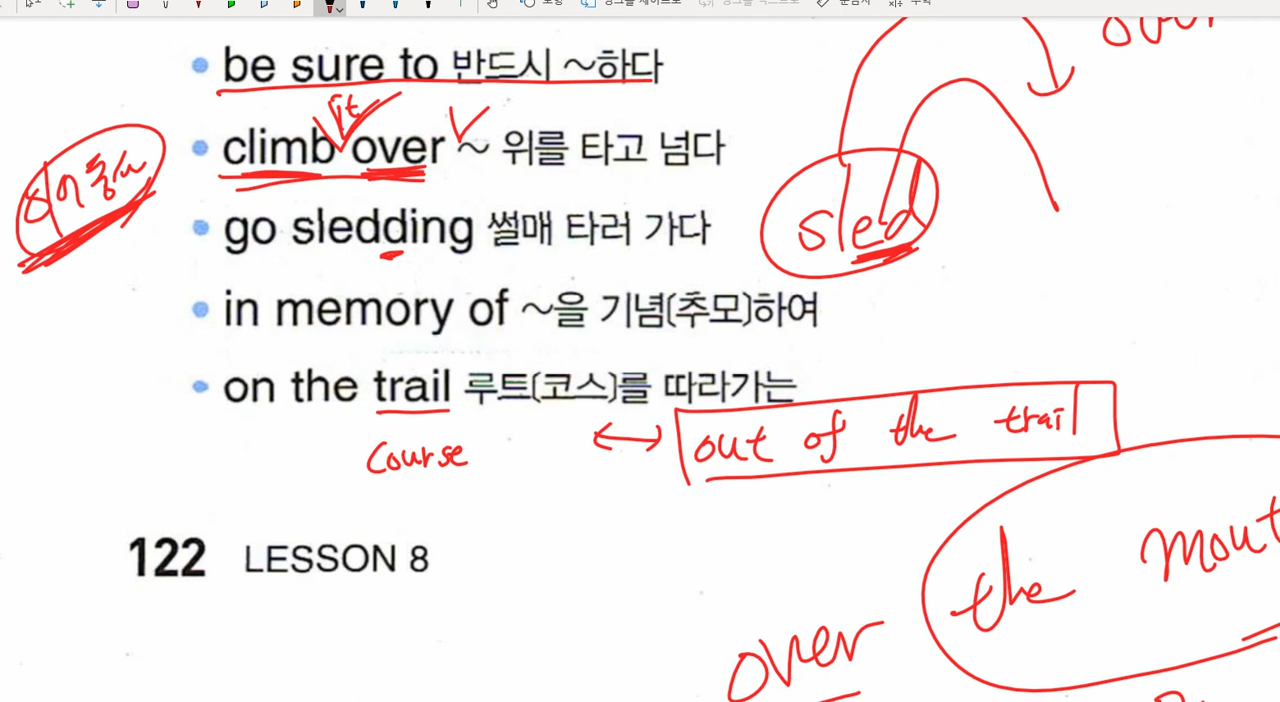 over
• be sure to 반드시 ~하다
it
• climb over ~ 위를 타고 넘다
• go sledding 썰매 타러 가다
sled
• in memory of ~을 기념(추모)하여
• on the trail 루트(코스)를 따라가는
course
out of the trail
122 LESSON 8
the mout
over